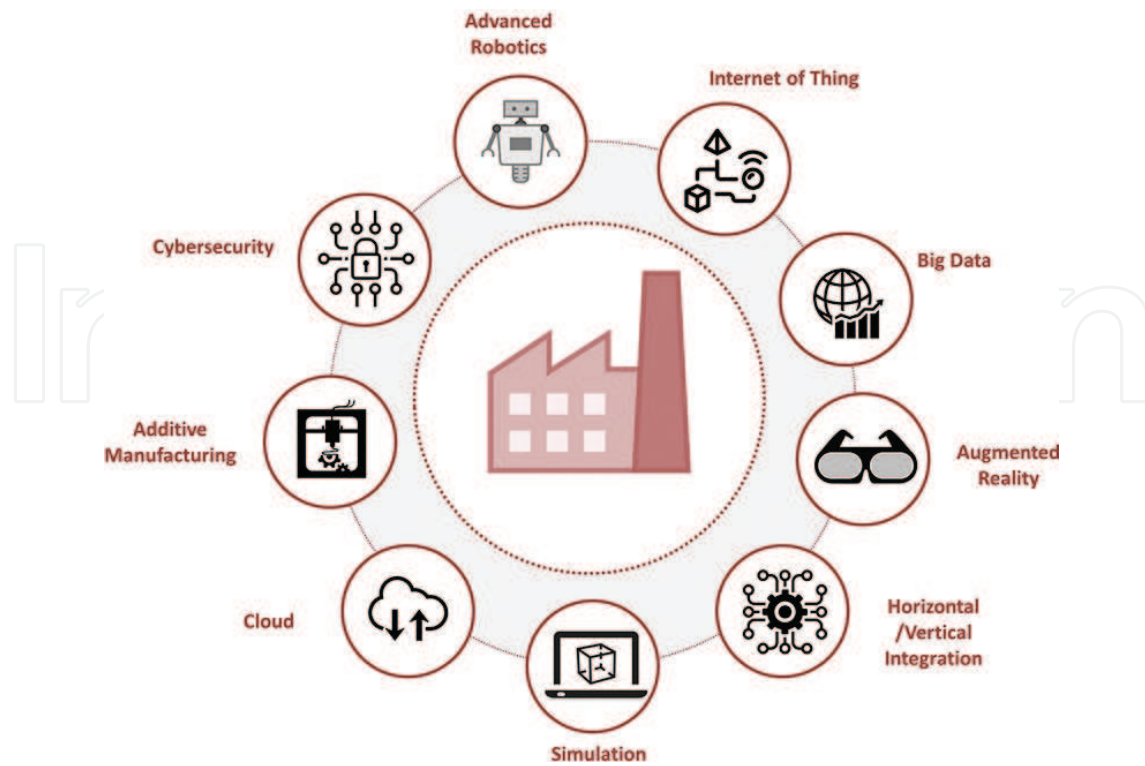 Advanced
Robotics
Internet of Thing
Big Data
Augmented
Reality
Horizontal
/Vertical
Integration
Simulation
Cloud
Additive
Manufacturing
Cybersecurity